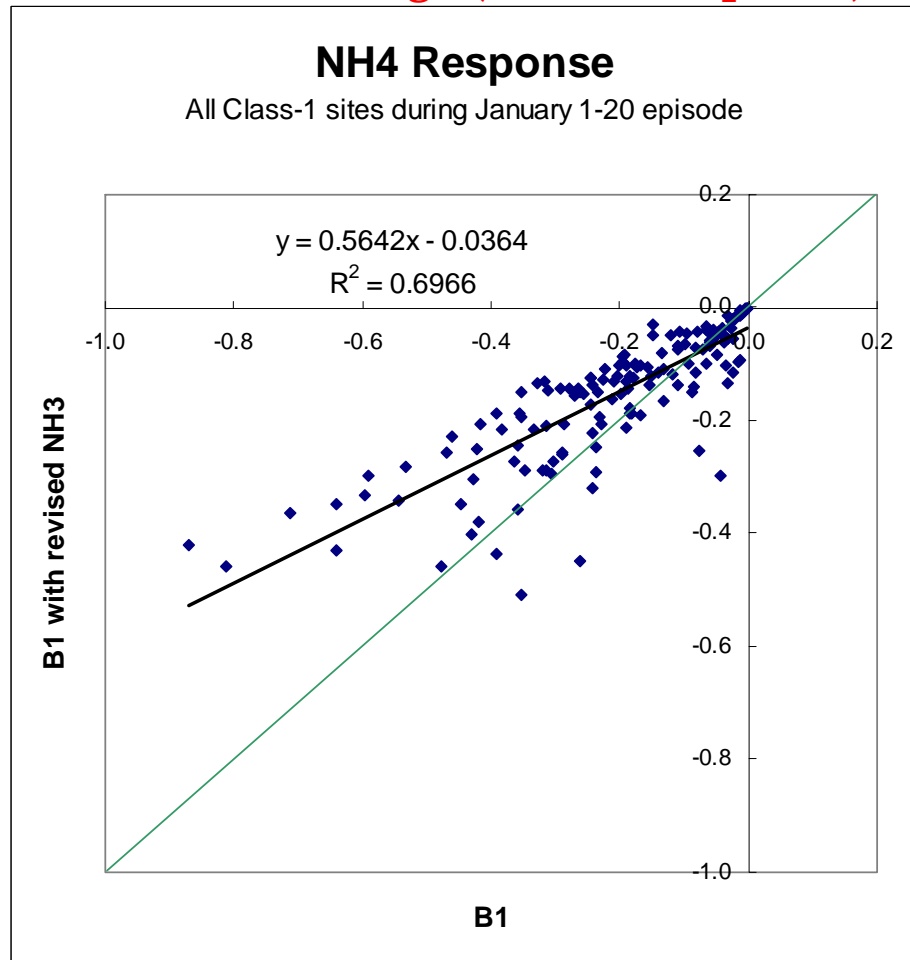 NH4 Response
All Class-1 sites during January 1-20 episode
0.2
y = 0.5642x - 0.0364
R² = 0.6966
0.0
-1.0 -0.8 -0.6 -0.4 -0.2 0.0 0.2
-0.2
-0.4
-0.6
-0.8
-1.0
B1 with revised NH3
B1